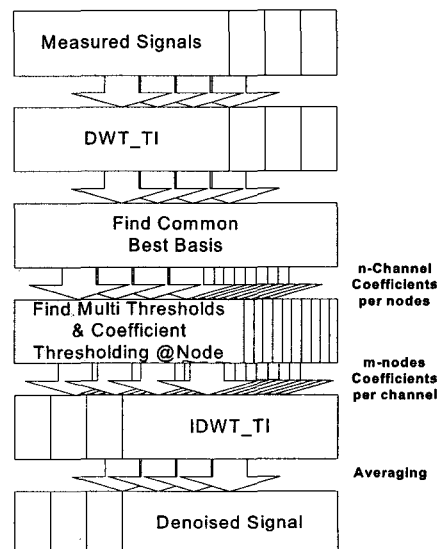 Measured Signals
DWT_TI
Find Common
Best Basis
n-Channel
Coefficients
per nodes
Find Multi Thresholds
& Coefficient
Thresholding @Node
m-nodes
Coefficients
per channel
IDWT_TI
Averaging
Denoised Signal